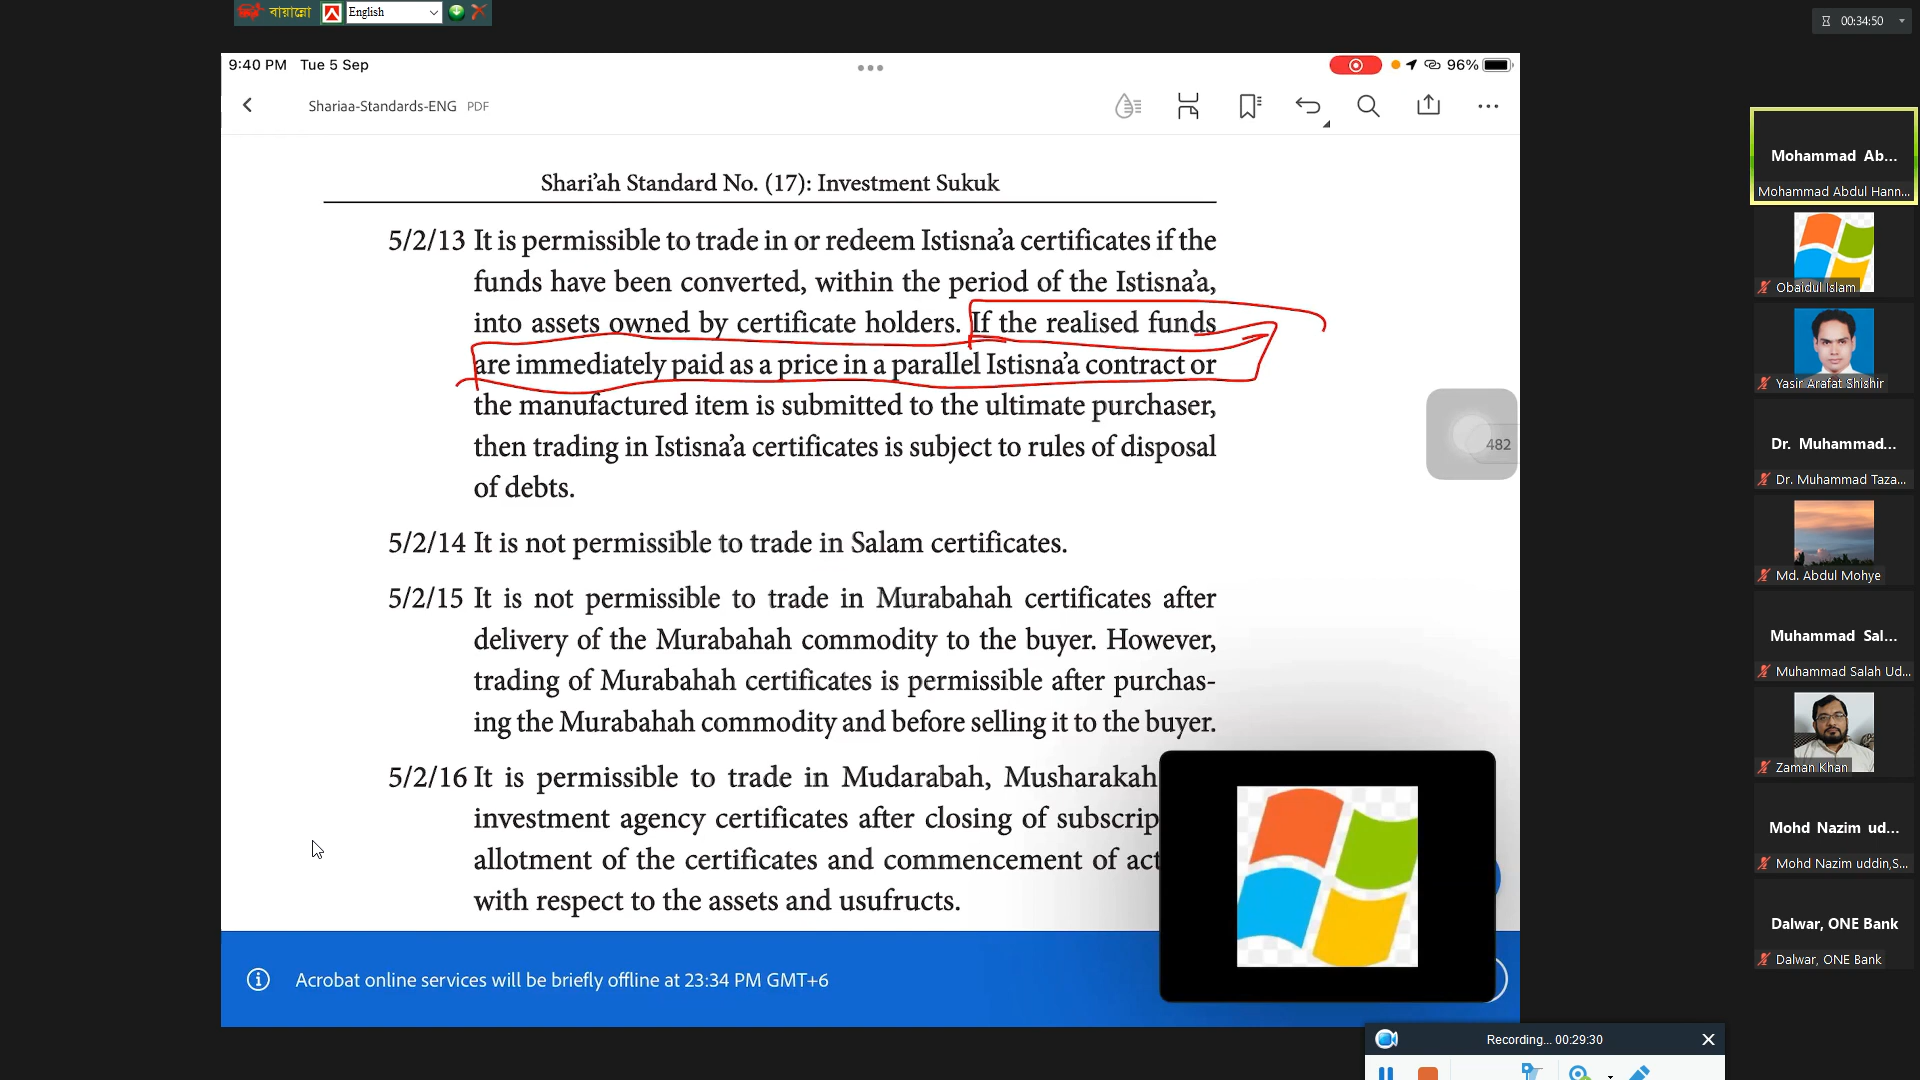 বায়ান্নো
English
00:34:50
9:40 PM Tue 5 Sep
96%
Shariaa-Standards-ENG PDF
Shari'ah Standard No. (17): Investment Sukuk
5/2/13 It is permissible to trade in or redeem Istisna'a certificates if the
funds have been converted, within the period of the Istisna'a,
into assets owned by certificate holders. If the realised funds
are immediately paid as a price in a parallel Istisna'a contract or
the manufactured item is submitted to the ultimate purchaser,
then trading in Istisna'a certificates is subject to rules of disposal
of debts.
482
5/2/14 It is not permissible to trade in Salam certificates.
5/2/15 It is not permissible to trade in Murabahah certificates after
delivery of the Murabahah commodity to the buyer. However,
trading of Murabahah certificates is permissible after purchas-
ing the Murabahah commodity and before selling it to the buyer.
5/2/16 It is permissible to trade in Mudarabah, Musharakah
investment agency certificates after closing of subscrip
allotment of the certificates and commencement of act
with respect to the assets and usufructs.
Acrobat online services will be briefly offline at 23:34 PM GMT+6
Mohammad Ab...
Mohammad Abdul Hann...
Obaidul Islam
Yasir Arafat Shishir
Dr. Muhammad...
Dr. Muhammad Taza...
Md. Abdul Mohye
Muhammad Sal...
Muhammad Salah Ud...
Zaman Khan
Mohd Nazim ud...
Mohd Nazim uddin,S...
Dalwar, ONE Bank
Dalwar, ONE Bank
Recording... 00:29:30